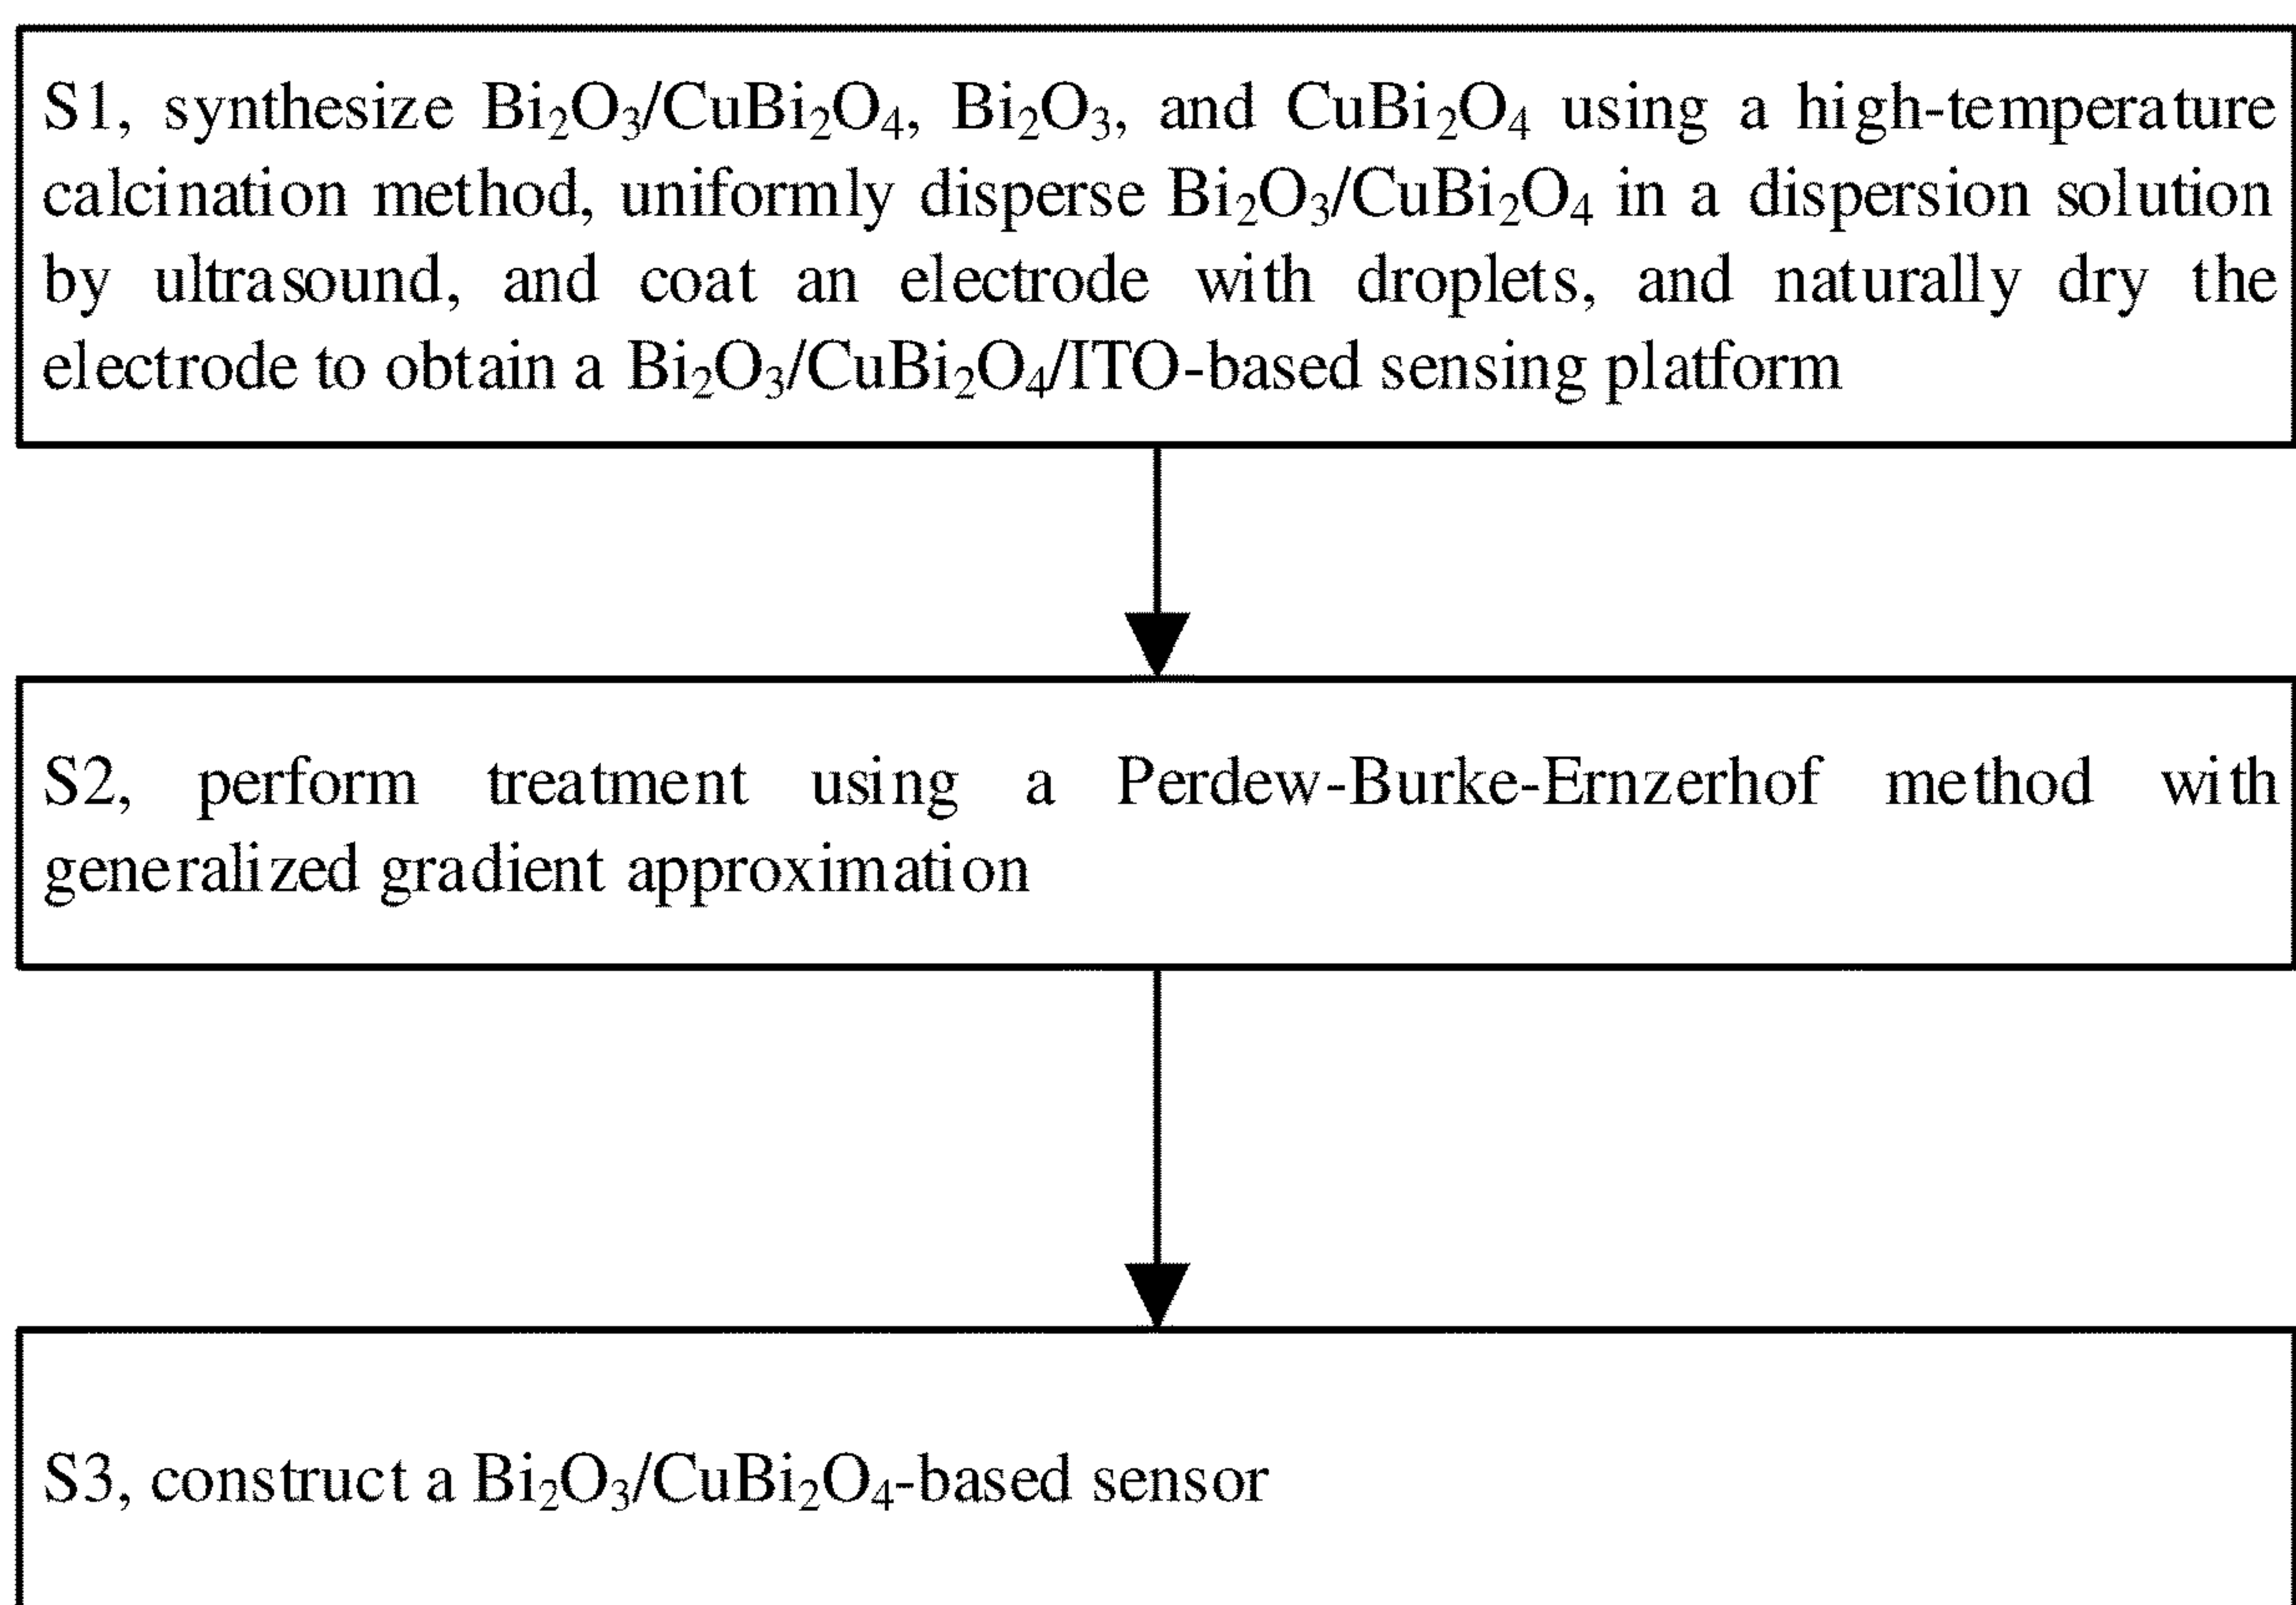 S1, synthesize Bi₂O₃/CuBi₂O₄, Bi₂O₃, and CuBi₂O₄ using a high-temperature
calcination method, uniformly disperse Bi₂O₃/CuBi₂O₄ in a dispersion solution
by ultrasound, and coat an electrode with droplets, and naturally dry the
electrode to obtain a Bi₂O₃/CuBi₂O₄/ITO-based sensing platform
S2, perform treatment using a Perdew-Burke-Ernzerhof method with
generalized gradient approximation
S3, construct a Bi₂O₃/CuBi₂O₄-based sensor